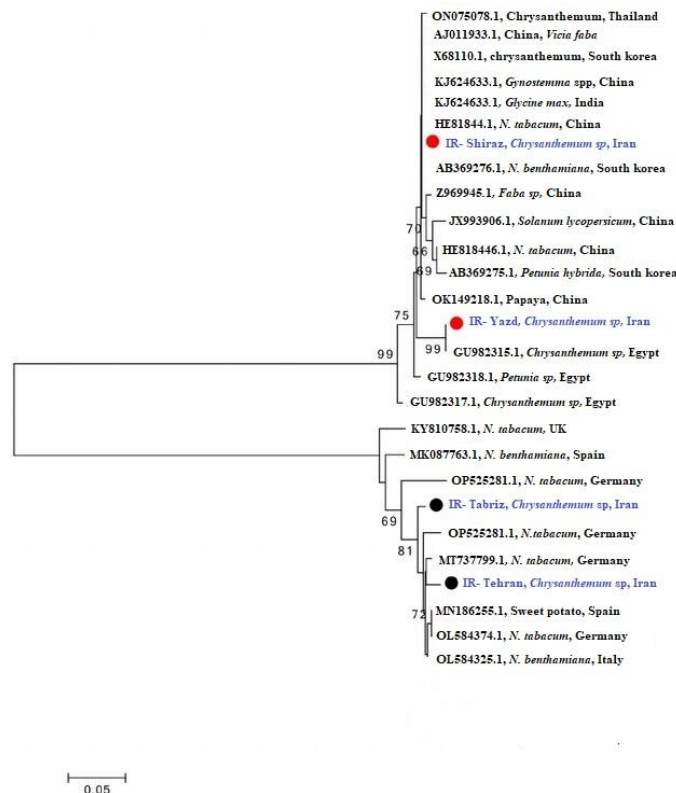 ON075078.1, Chrysanthemum, Thailand
AJ011933.1, China, Vicia faba
X68110.1, chrysanthemum, South korea
KJ624633.1, Gynostemma spp, China
KJ624633.1, Glycine max, India
HE81844.1, N. tabacum, China
IR- Shiraz, Chrysanthemum sp, Iran
AB369276.1, N. benthamiana, South korea
Z969945.1, Faba sp, China
JX993906.1, Solanum lycopersicum, China
70
HE818446.1, N. tabacum, China
66
AB369275.1, Petunia hybrida, South korea
69
OK149218.1, Papaya, China
75
IR- Yazd, Chrysanthemum sp, Iran
99
99
GU982315.1, Chrysanthemum sp, Egypt
GU982318.1, Petunia sp, Egypt
GU982317.1, Chrysanthemum sp, Egypt
KY810758.1, N. tabacum, UK
MK087763.1, N. benthamiana, Spain
OP525281.1, N. tabacum, Germany
IR- Tabriz, Chrysanthemum sp, Iran
69
OP525281.1, N.tabacum, Germany
81
MT737799.1, N. tabacum, Germany
IR- Tehran, Chrysanthemum sp, Iran
72
MN186255.1, Sweet potato, Spain
OL584374.1, N. tabacum, Germany
OL584325.1, N. benthamiana, Italy
0.05